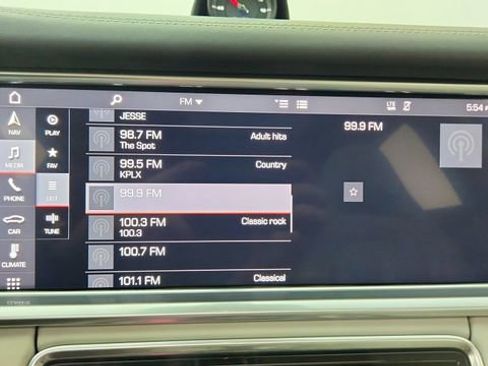 FM
LTE
5:54
NAV
PLAY
JESSE
98.7 FM
Adult hits
The Spot
99.9 FM
MEDIA
FAV
99.5 FM
Country
KPLX
PHONE
LIST
99.9 FM
CAR
TUNE
100.3 FM
Classic rock
100.3
CLIMATE
100.7 FM
101.1 FM
Classical